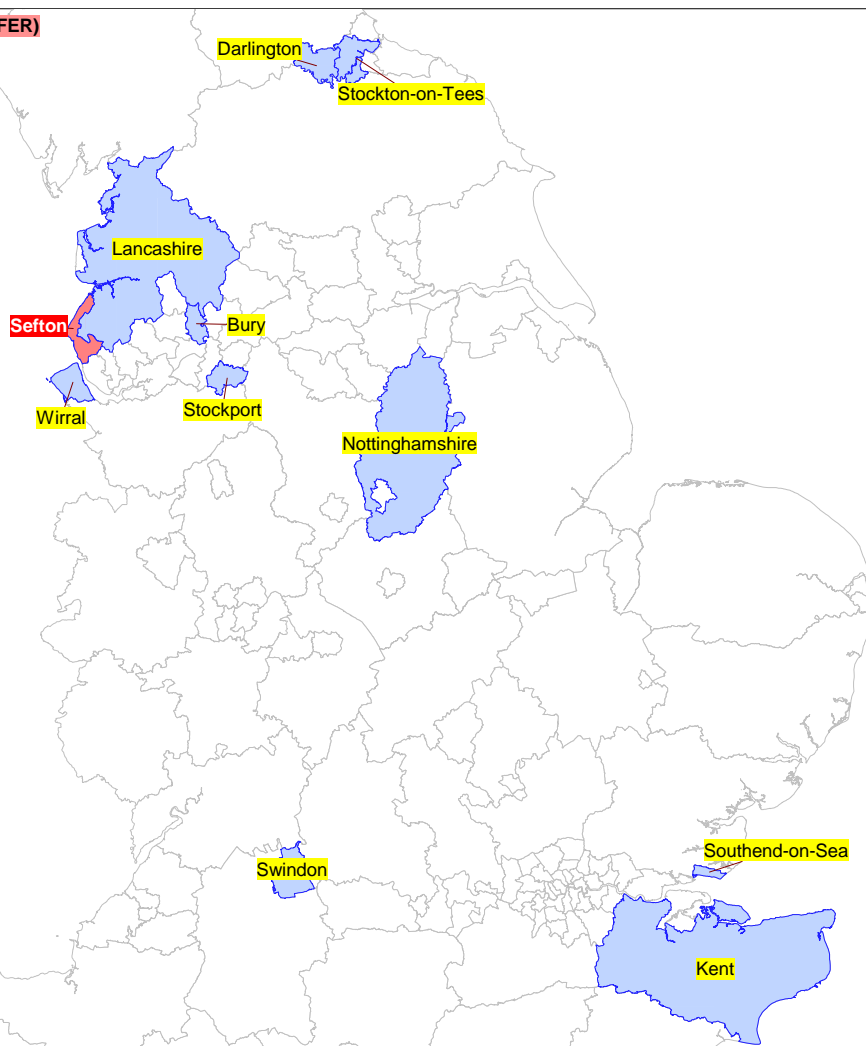 FER)
Darlington
Stockton-on-Tees
Lancashire
Sefton
Bury
Wirral
Stockport
Nottinghamshire
Southend-on-Sea
Swindon
Kent